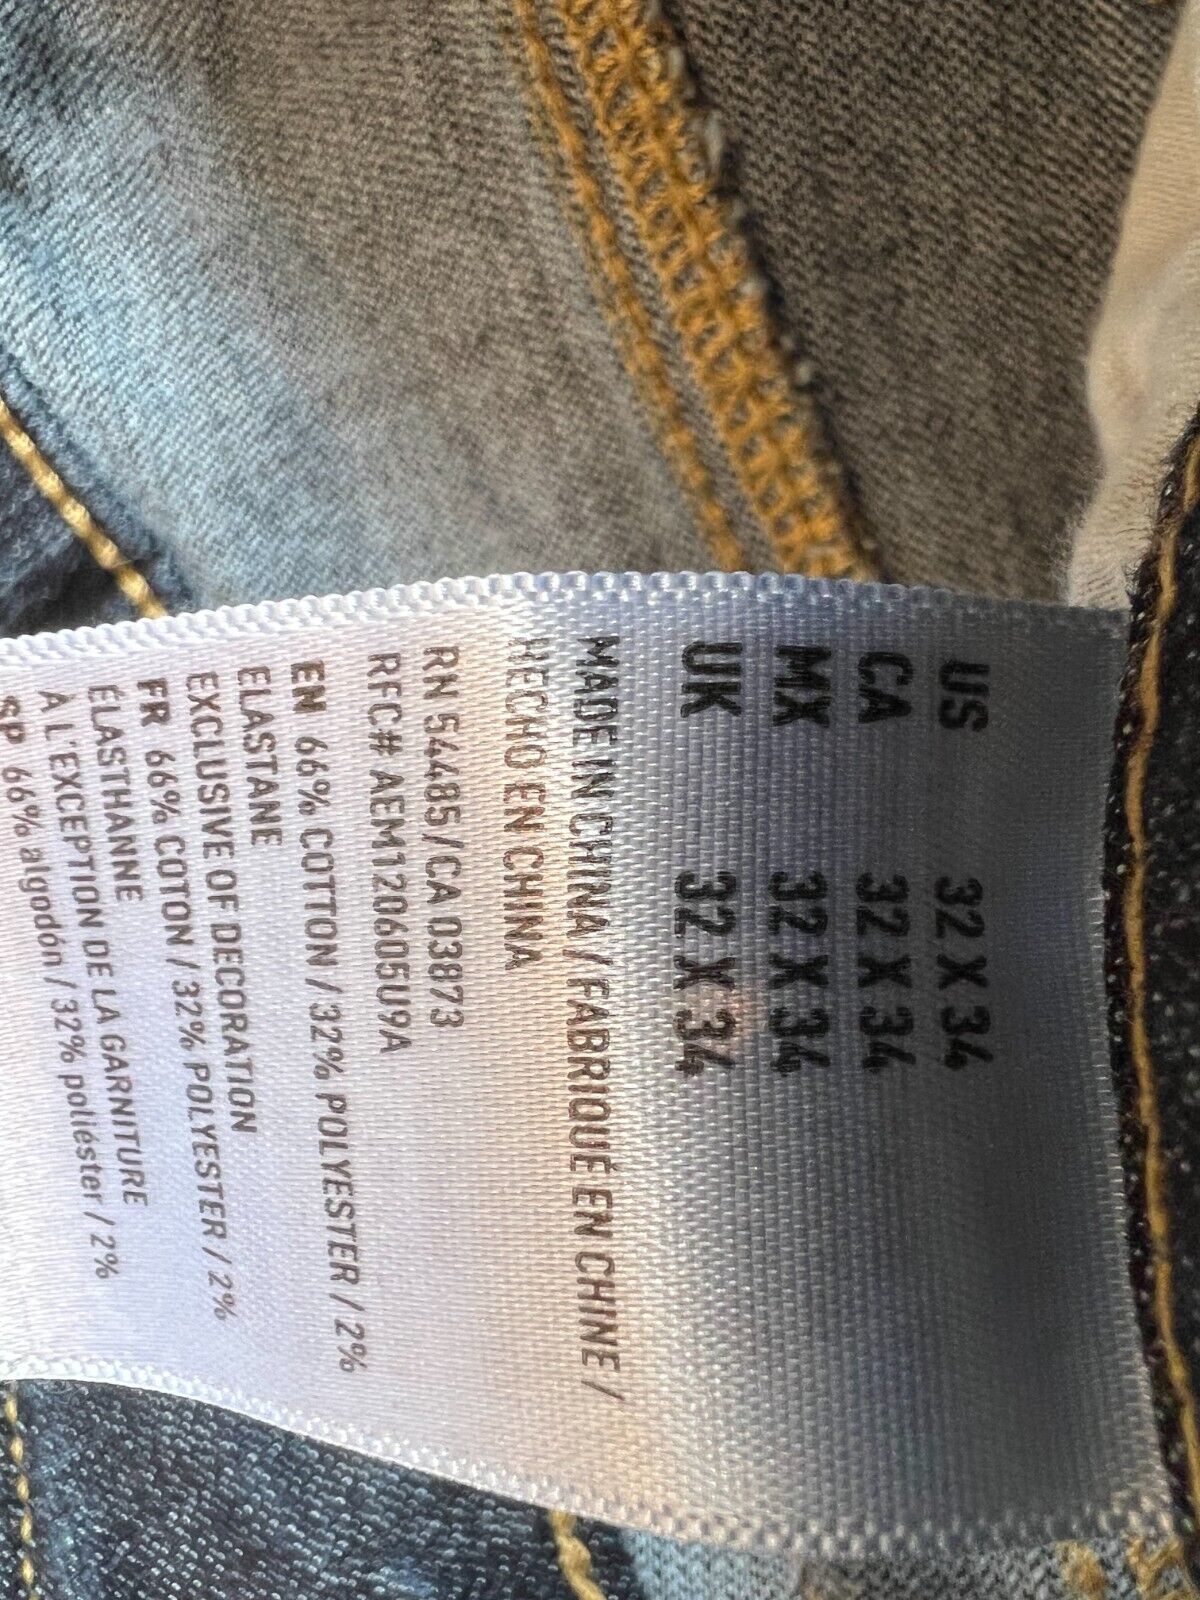 US 32 X 34
CA 32 X 34
MX 32 X 34
UK 32 X 34
MADE IN CHINA / FABRIQUÉ EN CHINE /
HECHO EN CHINA
RN 54485/CA 03873
RFC# AEM120605U9A
EN 66% COTTON / 32% POLYESTER / 2%
ELASTANE
EXCLUSIVE OF DECORATION
FR 66% COTON / 32% POLYESTER / 2%
ÉLASTHANNE
À L'EXCEPTION DE LA GARNITURE
SP 66% algodón / 32% poliéster / 2%